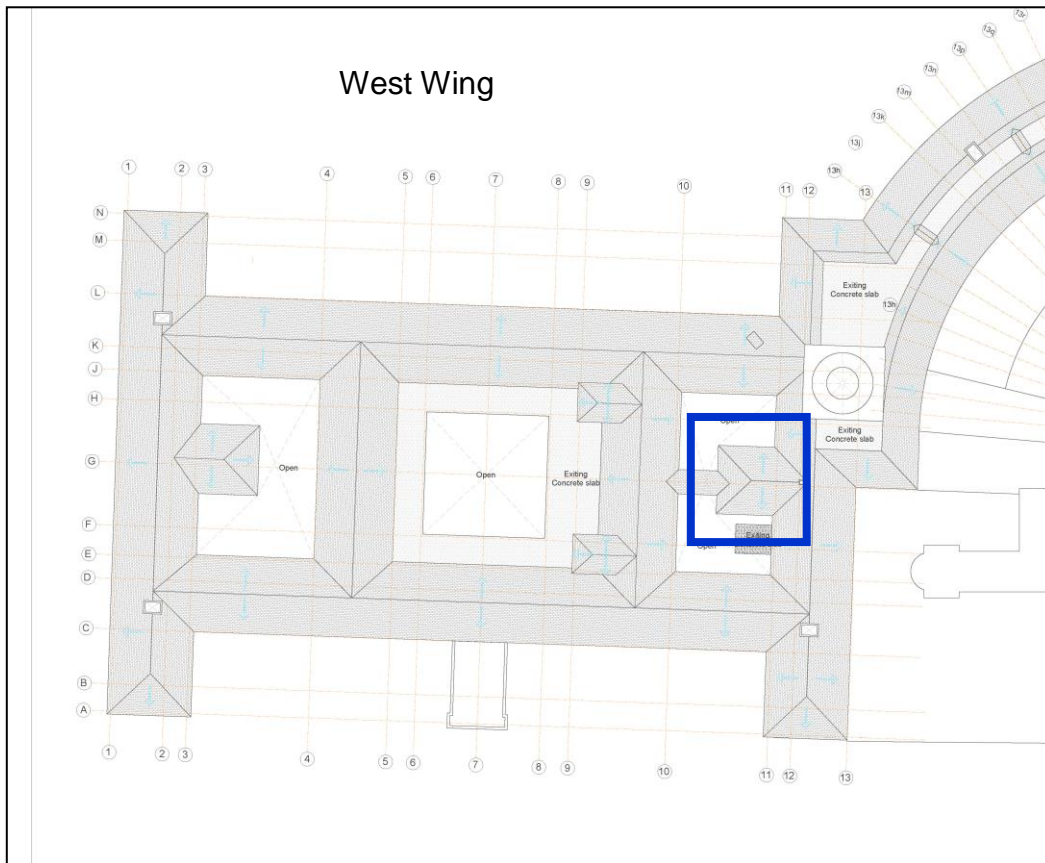 West Wing
13r
13q
13p
13n
13m
13k
13j
13h
13
1
2
3
4
5
6
7
8
9
10
11
12
N
M
L
K
J
H
G
F
E
D
C
B
A
Exiting
Concrete slab
13h
Open
Exiting
Concrete slab
Open
Open
Exiting
Concrete slab
Exiting
Open
1
2
3
4
5
6
7
8
9
10
11
12
13